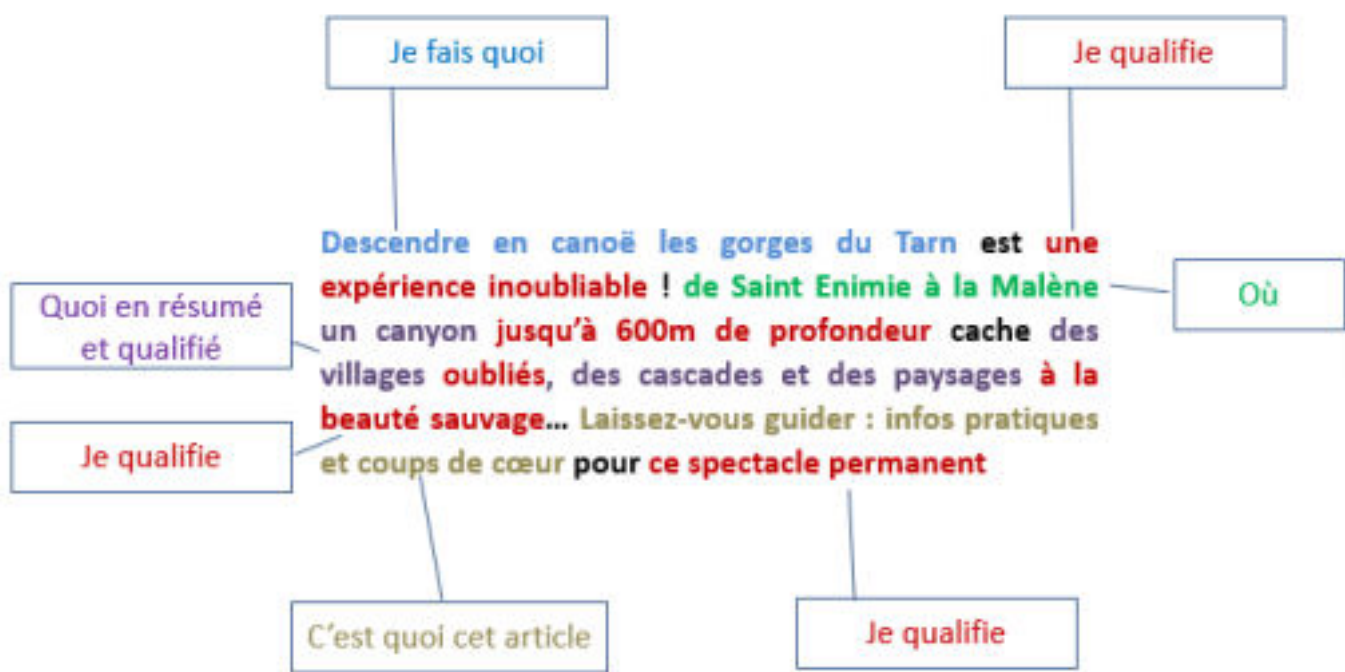 Je fais quoi
Je qualifie
Descendre en canoë les gorges du Tarn est une
expérience inoubliable ! de Saint Enimie à la Malène
un canyon jusqu'à 600m de profondeur cache des
villages oubliés, des cascades et des paysages à la
beauté sauvage... Laissez-vous guider : infos pratiques
et coups de cœur pour ce spectacle permanent
Où
Quoi en résumé
et qualifié
Je qualifie
C'est quoi cet article
Je qualifie